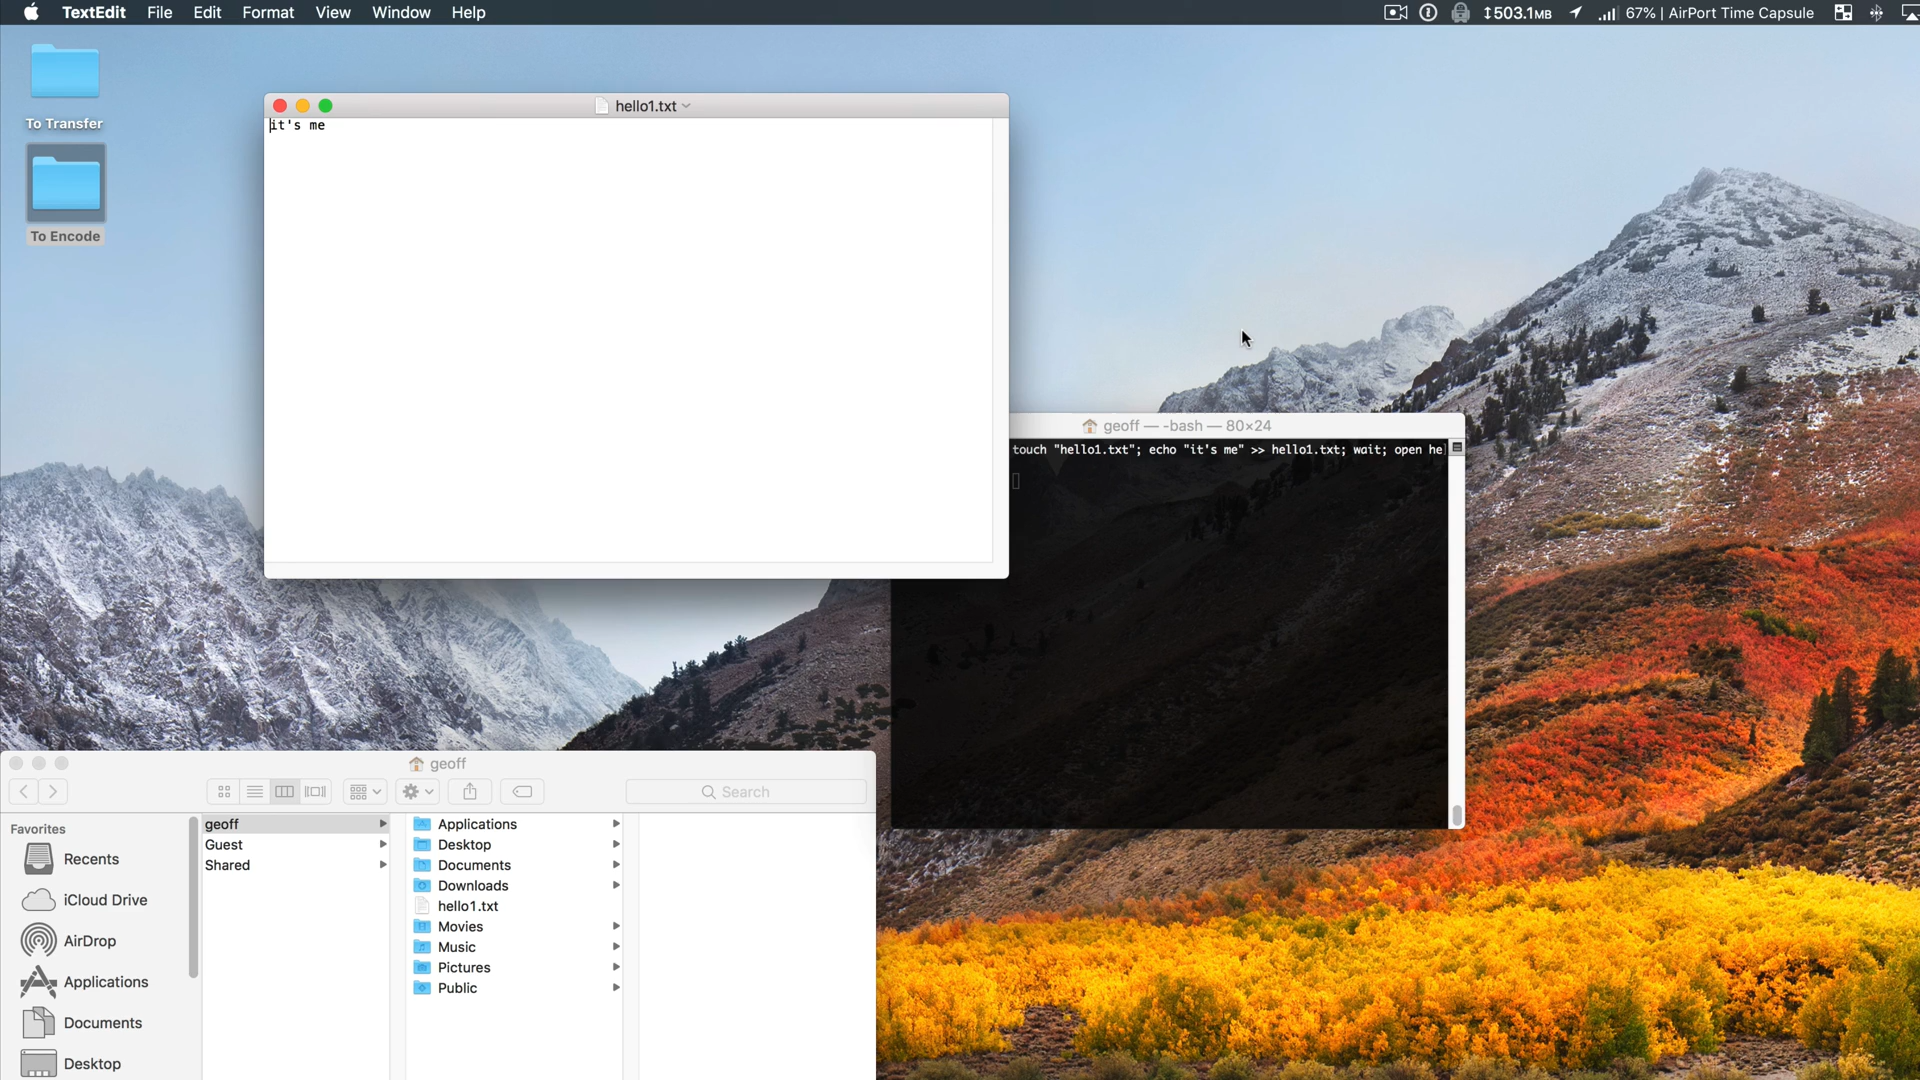 TextEdit File Edit Format View Window Help
503.1MB 67% | AirPort Time Capsule
To Transfer
To Encode
hello1.txt
it's me
geoff — -bash — 80×24
touch "hello1.txt"; echo "it's me" >> hello1.txt; wait; open he
geoff
Search
Favorites
Recents
iCloud Drive
AirDrop
Applications
Documents
Desktop
geoff
Guest
Shared
Applications
Desktop
Documents
Downloads
hello1.txt
Movies
Music
Pictures
Public